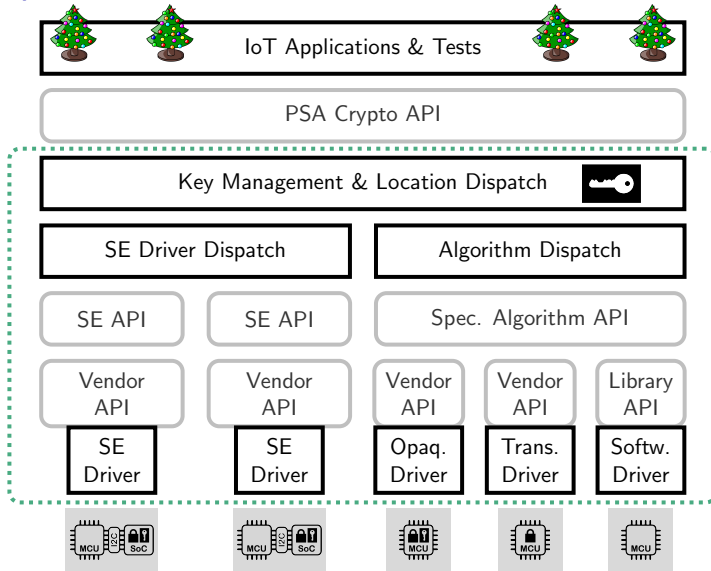 IoT Applications & Tests
PSA Crypto API
Key Management & Location Dispatch
SE Driver Dispatch
Algorithm Dispatch
SE API
SE API
Spec. Algorithm API
Vendor
API
Vendor
API
Vendor
API
Vendor
API
Library
API
SE
Driver
SE
Driver
Opaq.
Driver
Trans.
Driver
Softw.
Driver
MCU
I2C
SoC
MCU
I2C
SoC
MCU
MCU
MCU